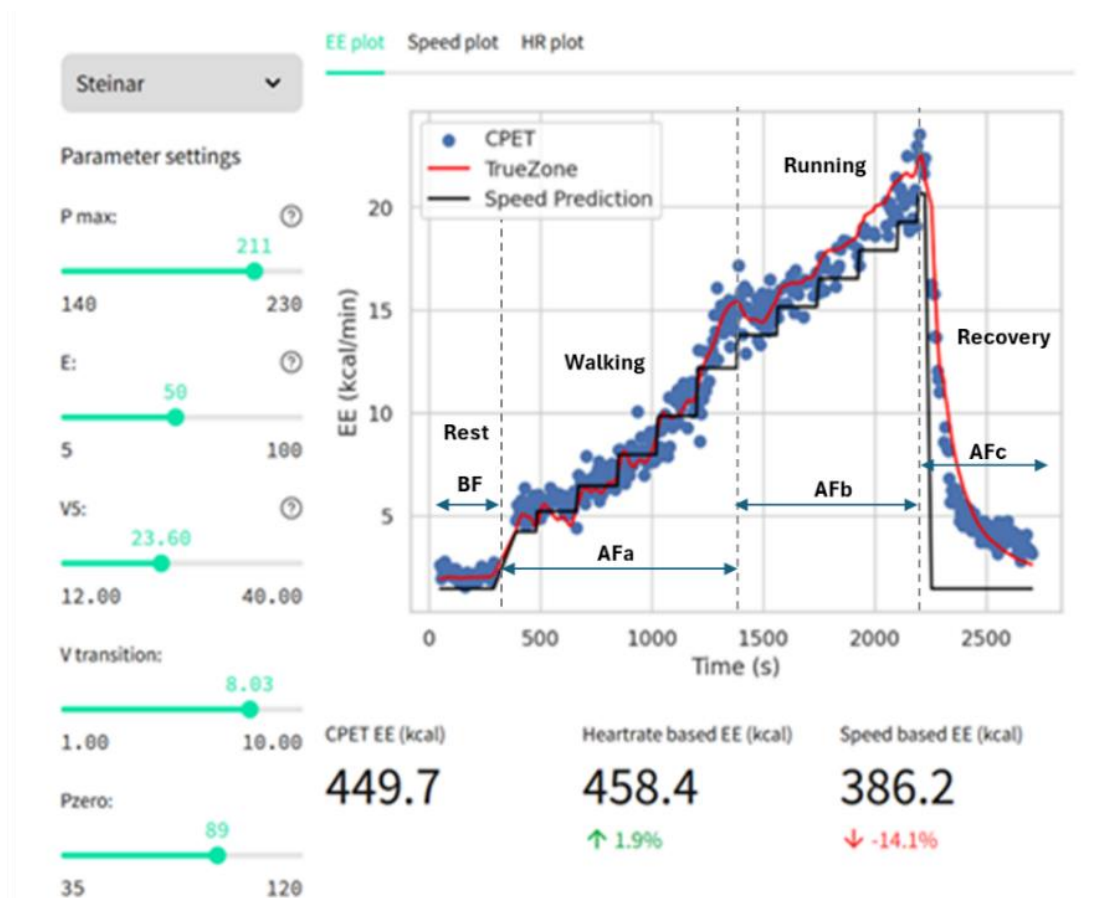 Steinar
Parameter settings
P max:
211
140 230
E:
50
5 100
VS:
23.60
12.00 40.00
V transition:
8.03
1.00 10.00
Pzero:
89
35 120
EE plot Speed plot HR plot
CPET
TrueZone
Speed Prediction
Running
Walking
Recovery
Rest
BF
AFa
AFb
AFc
EE (kcal/min)
20
15
10
5
0 500 1000 1500 2000 2500
Time (s)
CPET EE (kcal) Heartrate based EE (kcal) Speed based EE (kcal)
449.7 458.4 386.2
↑ 1.9% ↓ -14.1%